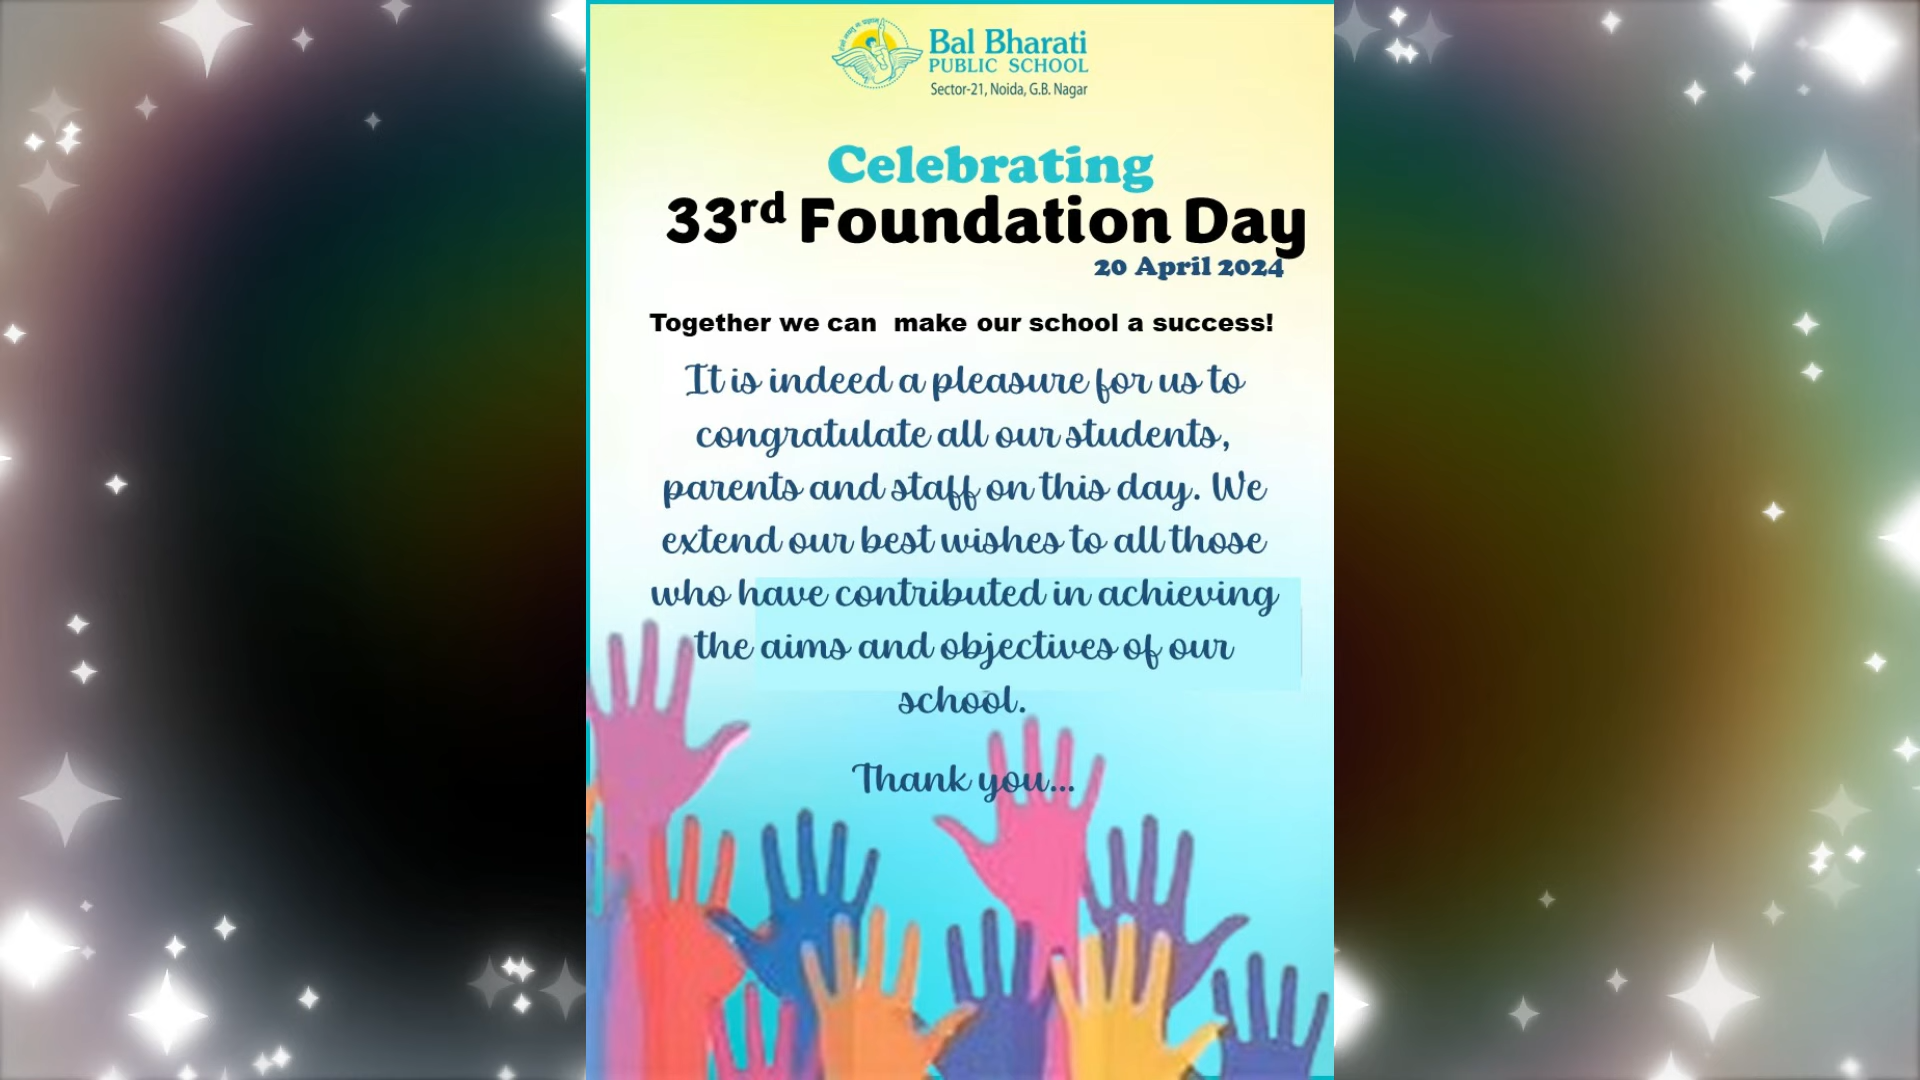 Bal Bharati
PUBLIC SCHOOL
Sector-21, Noida, G.B. Nagar
Celebrating
33rd Foundation Day
20 April 2024
Together we can make our school a success!
It is indeed a pleasure for us to
congratulate all our students,
parents and staff on this day. We
extend our best wishes to all those
who have contributed in achieving
the aims and objectives of our
school.
Thank you...